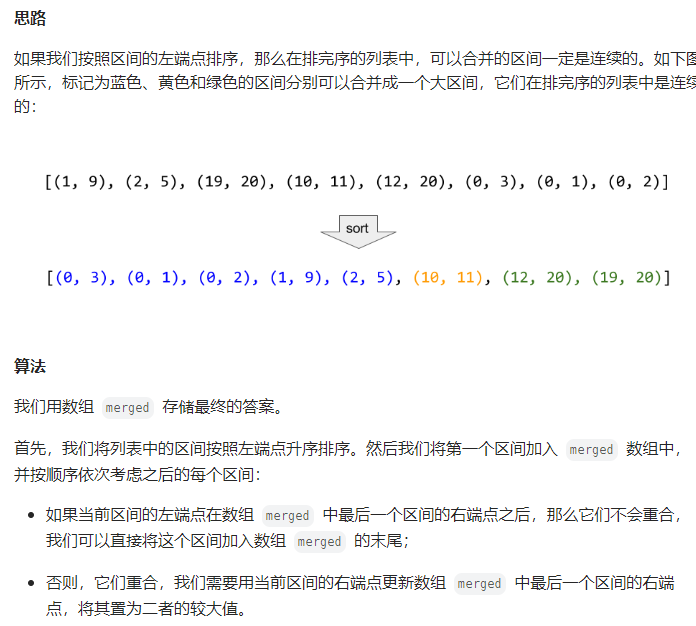 思路
如果我们按照区间的左端点排序，那么在排完序的列表中，可以合并的区间一定是连续的。如下图
所示，标记为蓝色、黄色和绿色的区间分别可以合并成一个大区间，它们在排完序的列表中是连续
的：
[(1, 9), (2, 5), (19, 20), (10, 11), (12, 20), (0, 3), (0, 1), (0, 2)]
sort
[(0, 3), (0, 1), (0, 2), (1, 9), (2, 5), (10, 11), (12, 20), (19, 20)]
算法
我们用数组 merged 存储最终的答案。
首先，我们将列表中的区间按照左端点升序排序。然后我们将第一个区间加入 merged 数组中，
并按顺序依次考虑之后的每个区间：
• 如果当前区间的左端点在数组 merged 中最后一个区间的右端点之后，那么它们不会重合，
我们可以直接将这个区间加入数组 merged 的末尾；
• 否则，它们重合，我们需要用当前区间的右端点更新数组 merged 中最后一个区间的右端
点，将其置为二者的较大值。